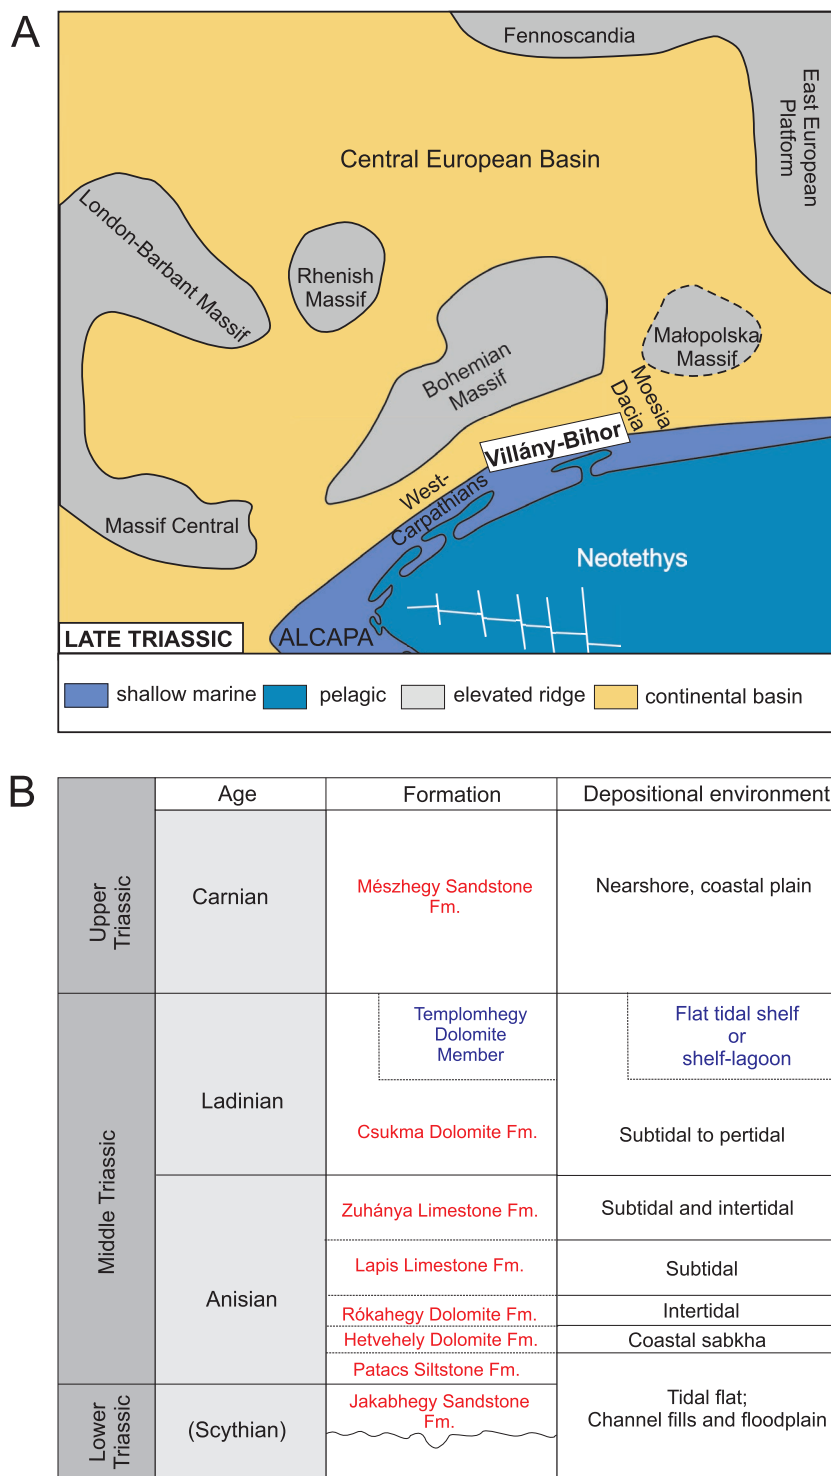 A
Fennoscandia
East European
Platform
Central European Basin
London-Barbant Massif
Rhenish
Massif
Bohemian
Massif
Małopolska
Massif
Moesia
Dacia
Villány-Bihor
West-
Carpathians
Massif Central
Neotethys
LATE TRIASSIC
ALCAPA
shallow marine
pelagic
elevated ridge
continental basin
B
Age
Formation
Depositional environment
Upper
Triassic
Carnian
Mészhegy Sandstone
Fm.
Nearshore, coastal plain
Middle Triassic
Ladinian
Templomhegy
Dolomite
Member
Flat tidal shelf
or
shelf-lagoon
Csukma Dolomite Fm.
Subtidal to pertidal
Anisian
Zuhánya Limestone Fm.
Subtidal and intertidal
Lapis Limestone Fm.
Subtidal
Rókahegy Dolomite Fm.
Intertidal
Hetvehely Dolomite Fm.
Coastal sabkha
Patacs Siltstone Fm.
Lower
Triassic
(Scythian)
Jakabhegy Sandstone
Fm.
Tidal flat;
Channel fills and floodplain